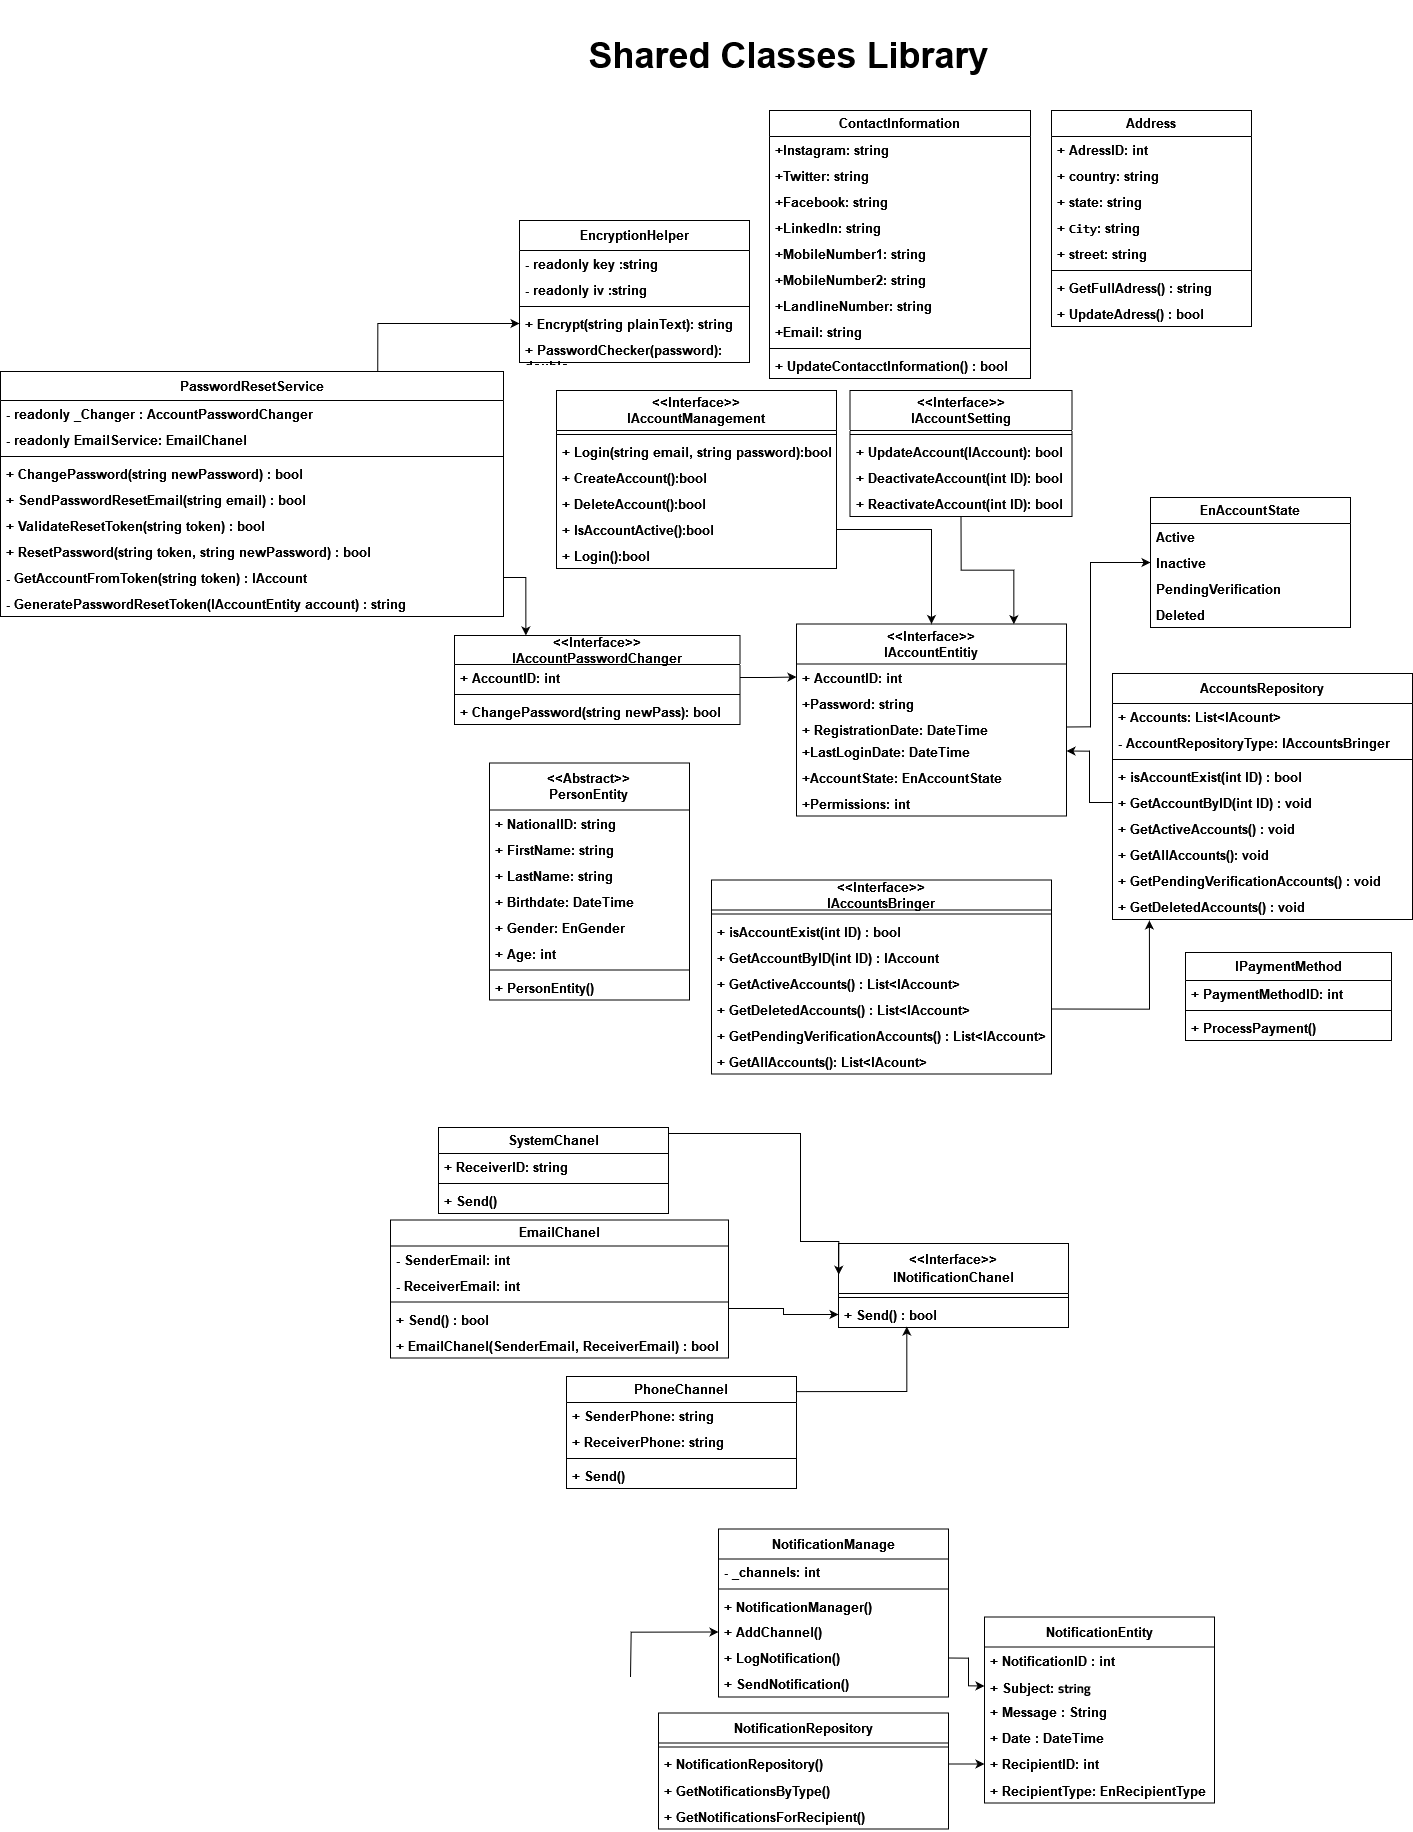 Shared Classes Library
ContactInformation
+Instagram: string
+Twitter: string
+Facebook: string
+LinkedIn: string
+MobileNumber1: string
+MobileNumber2: string
+LandlineNumber: string
+Email: string
+ UpdateContacctInformation() : bool
Address
+ AdressID: int
+ country: string
+ state: string
+ City: string
+ street: string
+ GetFullAdress() : string
+ UpdateAdress() : bool
EncryptionHelper
- readonly key :string
- readonly iv :string
+ Encrypt(string plainText): string
+ PasswordChecker(password):
PasswordResetService
- readonly _Changer : AccountPasswordChanger
- readonly EmailService: EmailChanel
+ ChangePassword(string newPassword) : bool
+ SendPasswordResetEmail(string email) : bool
+ ValidateResetToken(string token) : bool
+ ResetPassword(string token, string newPassword) : bool
- GetAccountFromToken(string token) : IAccount
- GeneratePasswordResetToken(IAccountEntity account) : string
<<Interface>>
IAccountManagement
+ Login(string email, string password):bool
+ CreateAccount():bool
+ DeleteAccount():bool
+ IsAccountActive():bool
+ Login():bool
<<Interface>>
IAccountSetting
+ UpdateAccount(IAccount): bool
+ DeactivateAccount(int ID): bool
+ ReactivateAccount(int ID): bool
EnAccountState
Active
Inactive
PendingVerification
Deleted
<<Interface>>
IAccountPasswordChanger
+ AccountID: int
+ ChangePassword(string newPass): bool
<<Interface>>
IAccountEntitiy
+ AccountID: int
+Password: string
+ RegistrationDate: DateTime
+LastLoginDate: DateTime
+AccountState: EnAccountState
+Permissions: int
AccountsRepository
+ Accounts: List<IAcount>
- AccountRepositoryType: IAccountsBringer
+ isAccountExist(int ID) : bool
+ GetAccountByID(int ID) : void
+ GetActiveAccounts() : void
+ GetAllAccounts(): void
+ GetPendingVerificationAccounts() : void
+ GetDeletedAccounts() : void
<<Abstract>>
PersonEntity
+ NationalID: string
+ FirstName: string
+ LastName: string
+ Birthdate: DateTime
+ Gender: EnGender
+ Age: int
+ PersonEntity()
<<Interface>>
IAccountsBringer
+ isAccountExist(int ID) : bool
+ GetAccountByID(int ID) : IAccount
+ GetActiveAccounts() : List<IAccount>
+ GetDeletedAccounts() : List<IAccount>
+ GetPendingVerificationAccounts() : List<IAccount>
+ GetAllAccounts(): List<IAcount>
IPaymentMethod
+ PaymentMethodID: int
+ ProcessPayment()
SystemChanel
+ ReceiverID: string
+ Send()
EmailChanel
- SenderEmail: int
- ReceiverEmail: int
+ Send() : bool
+ EmailChanel(SenderEmail, ReceiverEmail) : bool
<<Interface>>
INotificationChanel
+ Send() : bool
PhoneChannel
+ SenderPhone: string
+ ReceiverPhone: string
+ Send()
NotificationManage
- _channels: int
+ NotificationManager()
+ AddChannel()
+ LogNotification()
+ SendNotification()
NotificationEntity
+ NotificationID : int
+ Subject: string
+ Message : String
+ Date : DateTime
+ RecipientID: int
+ RecipientType: EnRecipientType
NotificationRepository
+ NotificationRepository()
+ GetNotificationsByType()
+ GetNotificationsForRecipient()